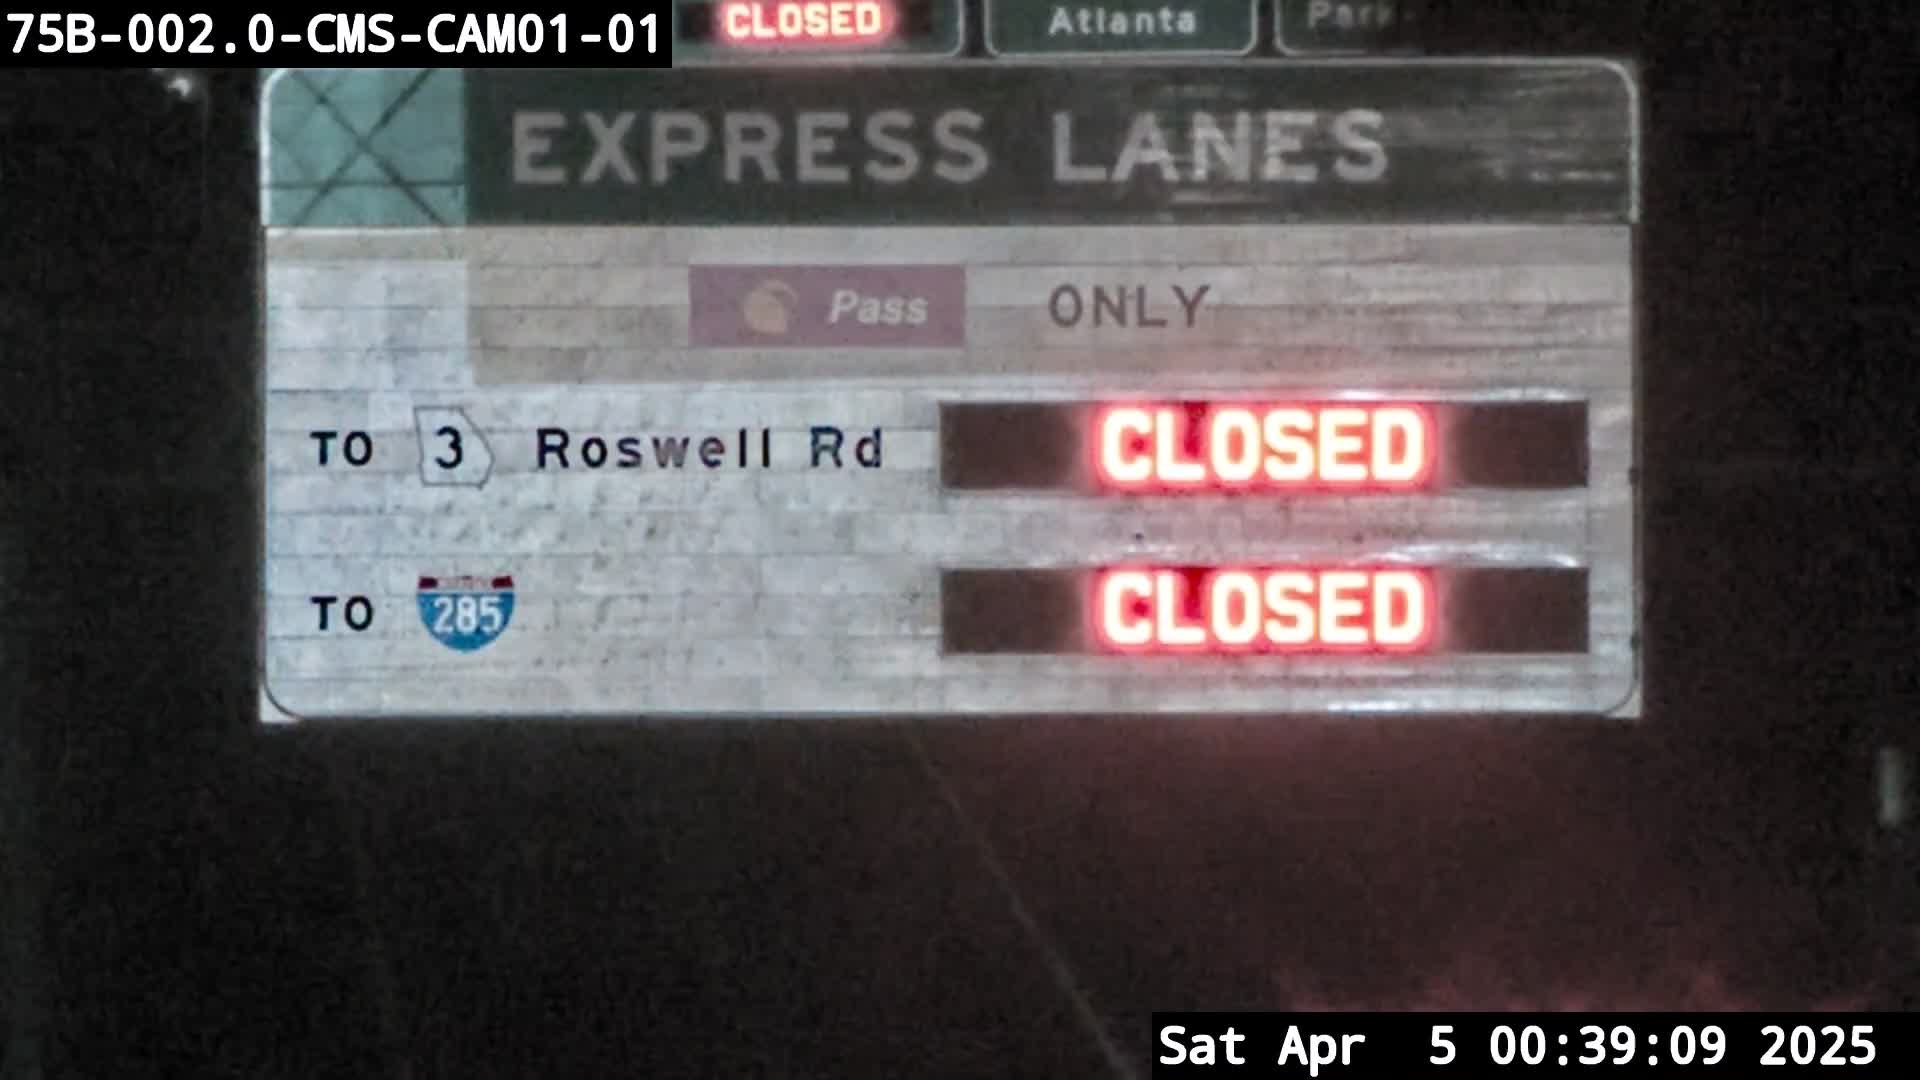 75B-002.0-CMS-CAM01-01
CLOSED
Atlanta
Park
EXPRESS LANES
Pass ONLY
TO 3 Roswell Rd CLOSED
TO 285 CLOSED
Sat Apr 5 00:39:09 2025